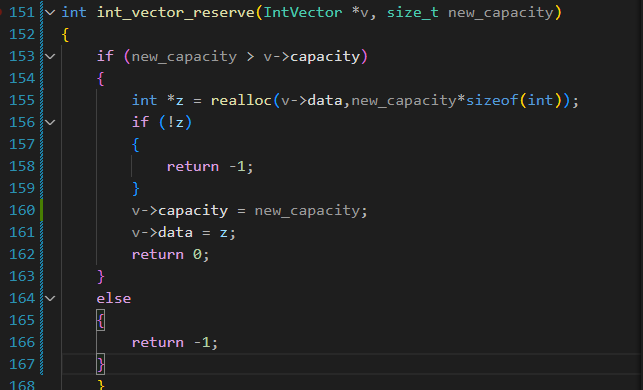 151 int int_vector_reserve(IntVector *v, size_t new_capacity)
152 {
153     if (new_capacity > v->capacity)
154     {
155         int *z = realloc(v->data,new_capacity*sizeof(int));
156         if (!z)
157         {
158             return -1;
159         }
160         v->capacity = new_capacity;
161         v->data = z;
162         return 0;
163     }
164     else
165     {
166         return -1;
167     }
168     }